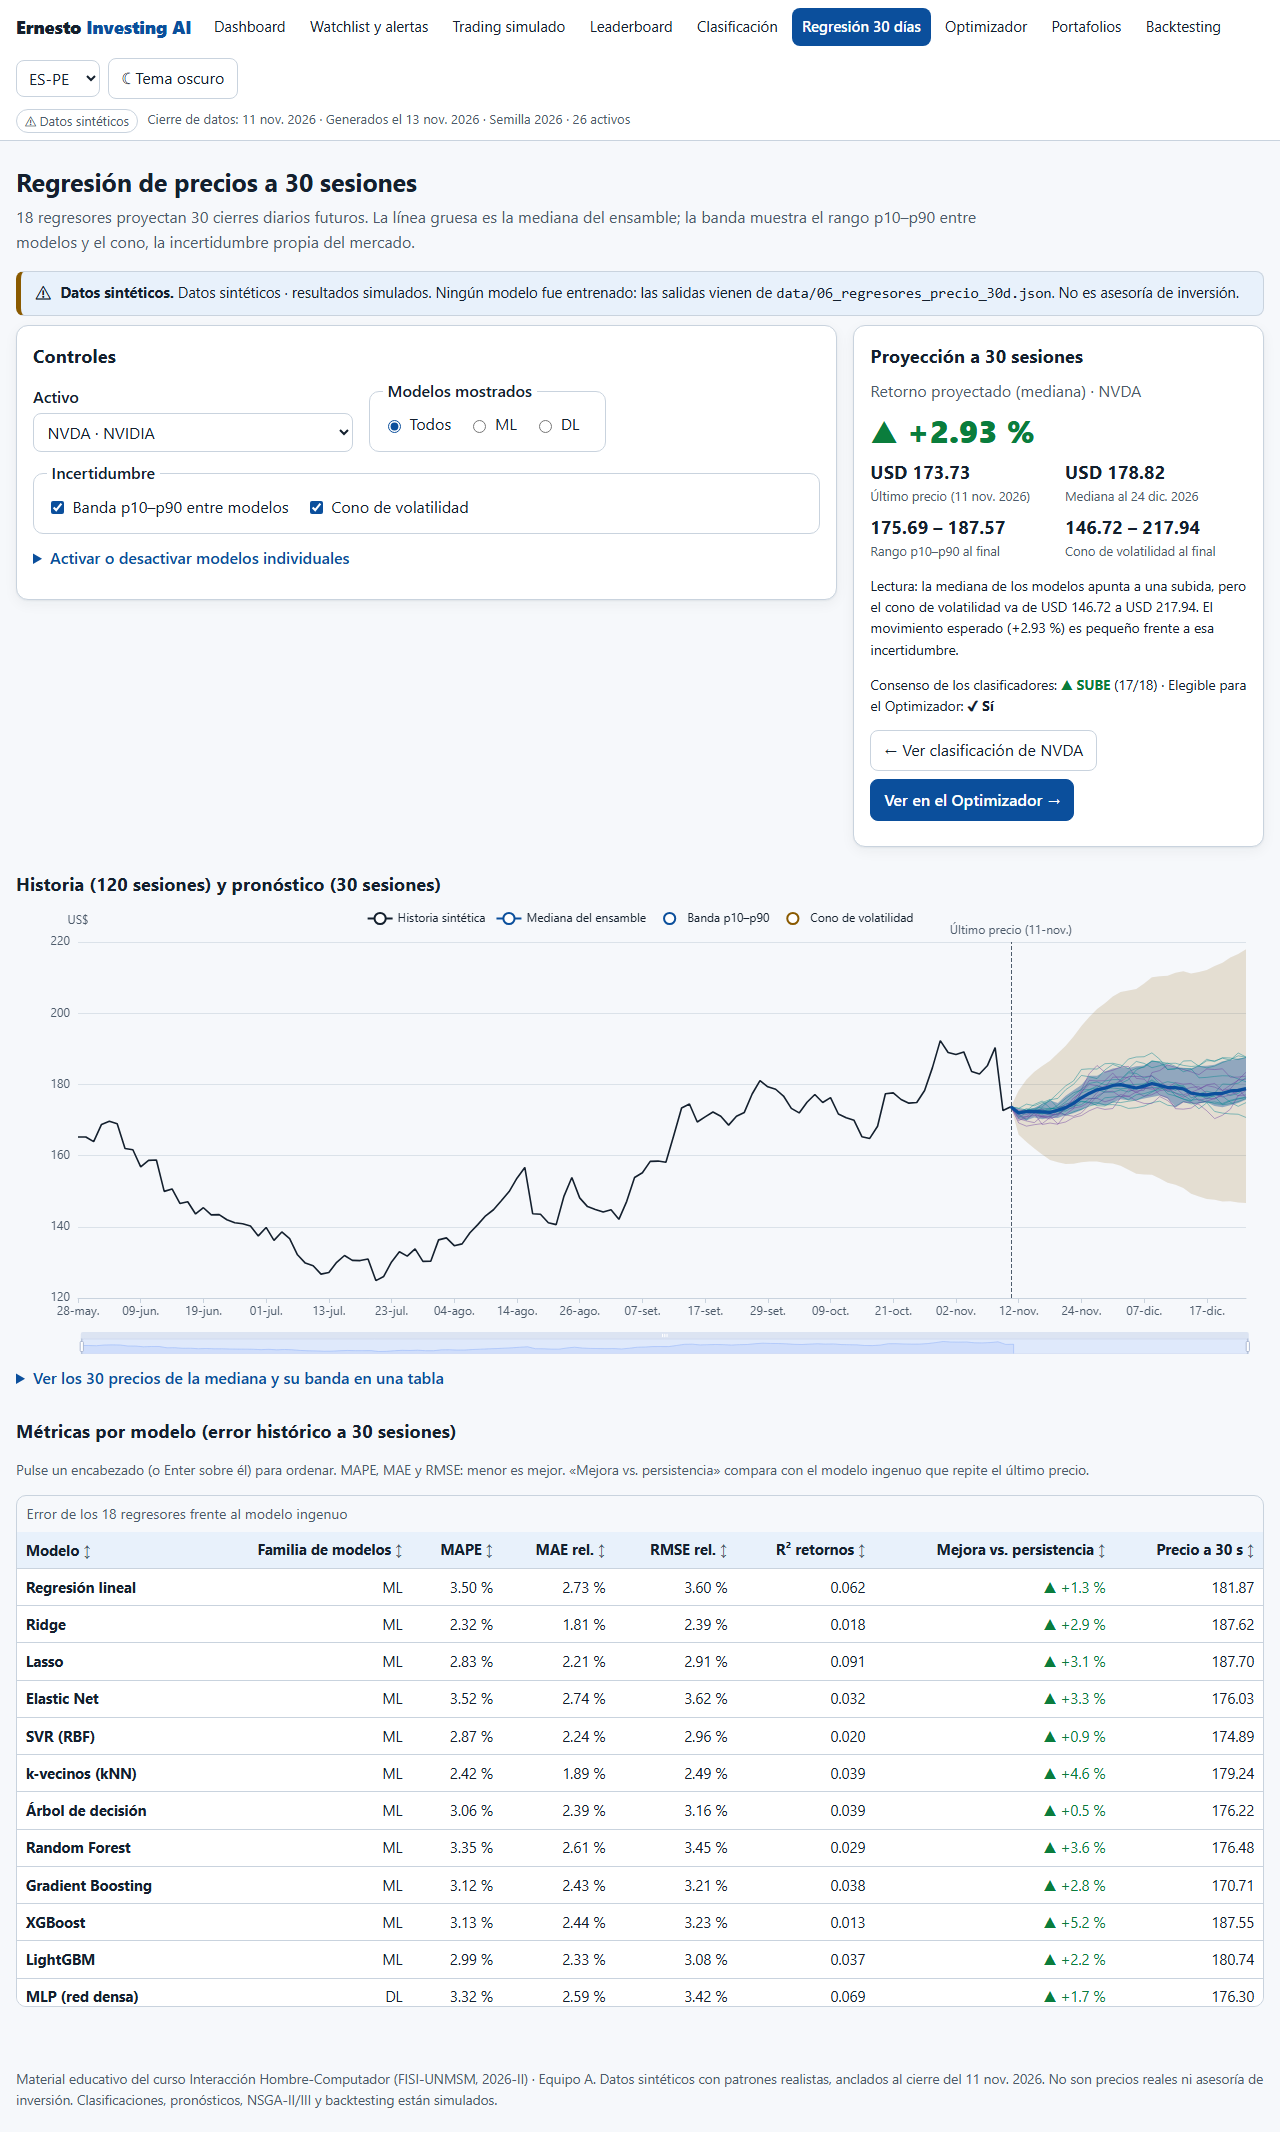 Ernesto Investing AI
Dashboard
Watchlist y alertas
Trading simulado
Leaderboard
Clasificación
Regresión 30 días
Optimizador
Portafolios
Backtesting
ES-PE
☾ Tema oscuro
⚠ Datos sintéticos
Cierre de datos: 11 nov. 2026 · Generados el 13 nov. 2026 · Semilla 2026 · 26 activos
Regresión de precios a 30 sesiones
18 regresores proyectan 30 cierres diarios futuros. La línea gruesa es la mediana del ensamble; la banda muestra el rango p10–p90 entre
modelos y el cono, la incertidumbre propia del mercado.
⚠ Datos sintéticos. Datos sintéticos · resultados simulados. Ningún modelo fue entrenado: las salidas vienen de data/06_regresores_precio_30d.json. No es asesoría de inversión.
Controles
Activo
NVDA · NVIDIA
Modelos mostrados
Todos
ML
DL
Incertidumbre
Banda p10–p90 entre modelos
Cono de volatilidad
▶ Activar o desactivar modelos individuales
Proyección a 30 sesiones
Retorno proyectado (mediana) · NVDA
▲ +2.93 %
USD 173.73
Último precio (11 nov. 2026)
USD 178.82
Mediana al 24 dic. 2026
175.69 – 187.57
Rango p10–p90 al final
146.72 – 217.94
Cono de volatilidad al final
Lectura: la mediana de los modelos apunta a una subida, pero
el cono de volatilidad va de USD 146.72 a USD 217.94. El
movimiento esperado (+2.93 %) es pequeño frente a esa
incertidumbre.
Consenso de los clasificadores: ▲ SUBE (17/18) · Elegible para
el Optimizador: ✔ Sí
← Ver clasificación de NVDA
Ver en el Optimizador →
Historia (120 sesiones) y pronóstico (30 sesiones)
US$
Historia sintética
Mediana del ensamble
Banda p10–p90
Cono de volatilidad
Último precio (11-nov.)
220
200
180
160
140
120
28-may.
09-jun.
19-jun.
01-jul.
13-jul.
23-jul.
04-ago.
14-ago.
26-ago.
07-set.
17-set.
29-set.
09-oct.
21-oct.
02-nov.
12-nov.
24-nov.
07-dic.
17-dic.
▶ Ver los 30 precios de la mediana y su banda en una tabla
Métricas por modelo (error histórico a 30 sesiones)
Pulse un encabezado (o Enter sobre él) para ordenar. MAPE, MAE y RMSE: menor es mejor. «Mejora vs. persistencia» compara con el modelo ingenuo que repite el último precio.
Error de los 18 regresores frente al modelo ingenuo
Modelo ↕ Familia de modelos ↕ MAPE ↕ MAE rel. ↕ RMSE rel. ↕ R² retornos ↕ Mejora vs. persistencia ↕ Precio a 30 s ↕
Regresión lineal ML 3.50 % 2.73 % 3.60 % 0.062 ▲ +1.3 % 181.87
Ridge ML 2.32 % 1.81 % 2.39 % 0.018 ▲ +2.9 % 187.62
Lasso ML 2.83 % 2.21 % 2.91 % 0.091 ▲ +3.1 % 187.70
Elastic Net ML 3.52 % 2.74 % 3.62 % 0.032 ▲ +3.3 % 176.03
SVR (RBF) ML 2.87 % 2.24 % 2.96 % 0.020 ▲ +0.9 % 174.89
k-vecinos (kNN) ML 2.42 % 1.89 % 2.49 % 0.039 ▲ +4.6 % 179.24
Árbol de decisión ML 3.06 % 2.39 % 3.16 % 0.039 ▲ +0.5 % 176.22
Random Forest ML 3.35 % 2.61 % 3.45 % 0.029 ▲ +3.6 % 176.48
Gradient Boosting ML 3.12 % 2.43 % 3.21 % 0.038 ▲ +2.8 % 170.71
XGBoost ML 3.13 % 2.44 % 3.23 % 0.013 ▲ +5.2 % 187.55
LightGBM ML 2.99 % 2.33 % 3.08 % 0.037 ▲ +2.2 % 180.74
MLP (red densa) DL 3.32 % 2.59 % 3.42 % 0.069 ▲ +1.7 % 176.30
Material educativo del curso Interacción Hombre-Computador (FISI-UNMSM, 2026-II) · Equipo A. Datos sintéticos con patrones realistas, anclados al cierre del 11 nov. 2026. No son precios reales ni asesoría de
inversión. Clasificaciones, pronósticos, NSGA-II/III y backtesting están simulados.